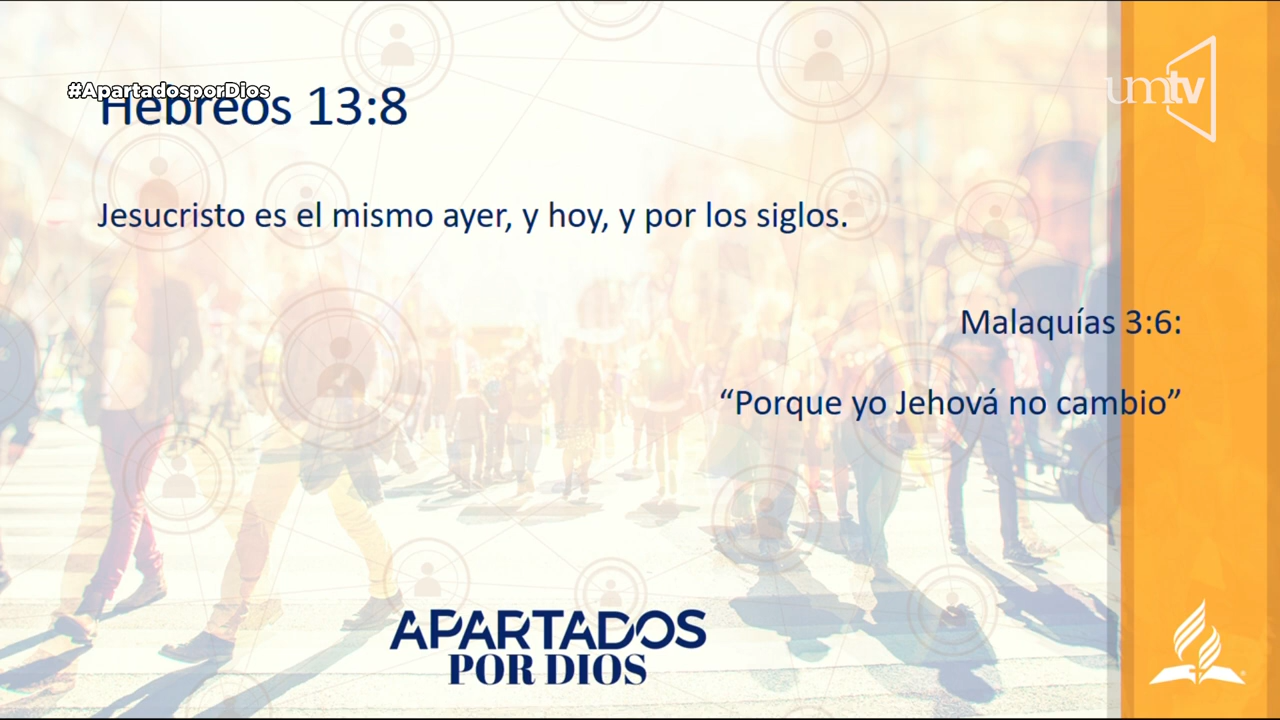 #ApartadosporDios
umtv
Hebreos 13:8
Jesucristo es el mismo ayer, y hoy, y por los siglos.
Malaquías 3:6:
“Porque yo Jehová no cambio”
APARTADOS
POR DIOS